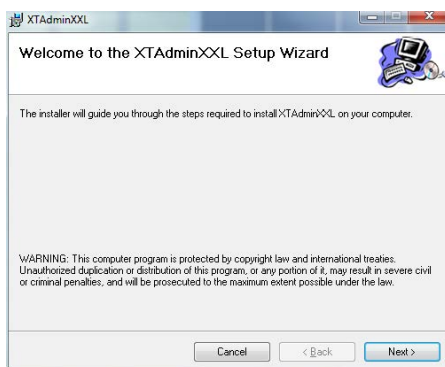 XTAdminXXL
Welcome to the XTAdminXXL Setup Wizard
The installer will guide you through the steps required to install XTAdminXXL on your computer.
WARNING: This computer program is protected by copyright law and international treaties.
Unauthorized duplication or distribution of this program, or any portion of it, may result in severe civil
or criminal penalties, and will be prosecuted to the maximum extent possible under the law.
Cancel
< Back
Next >